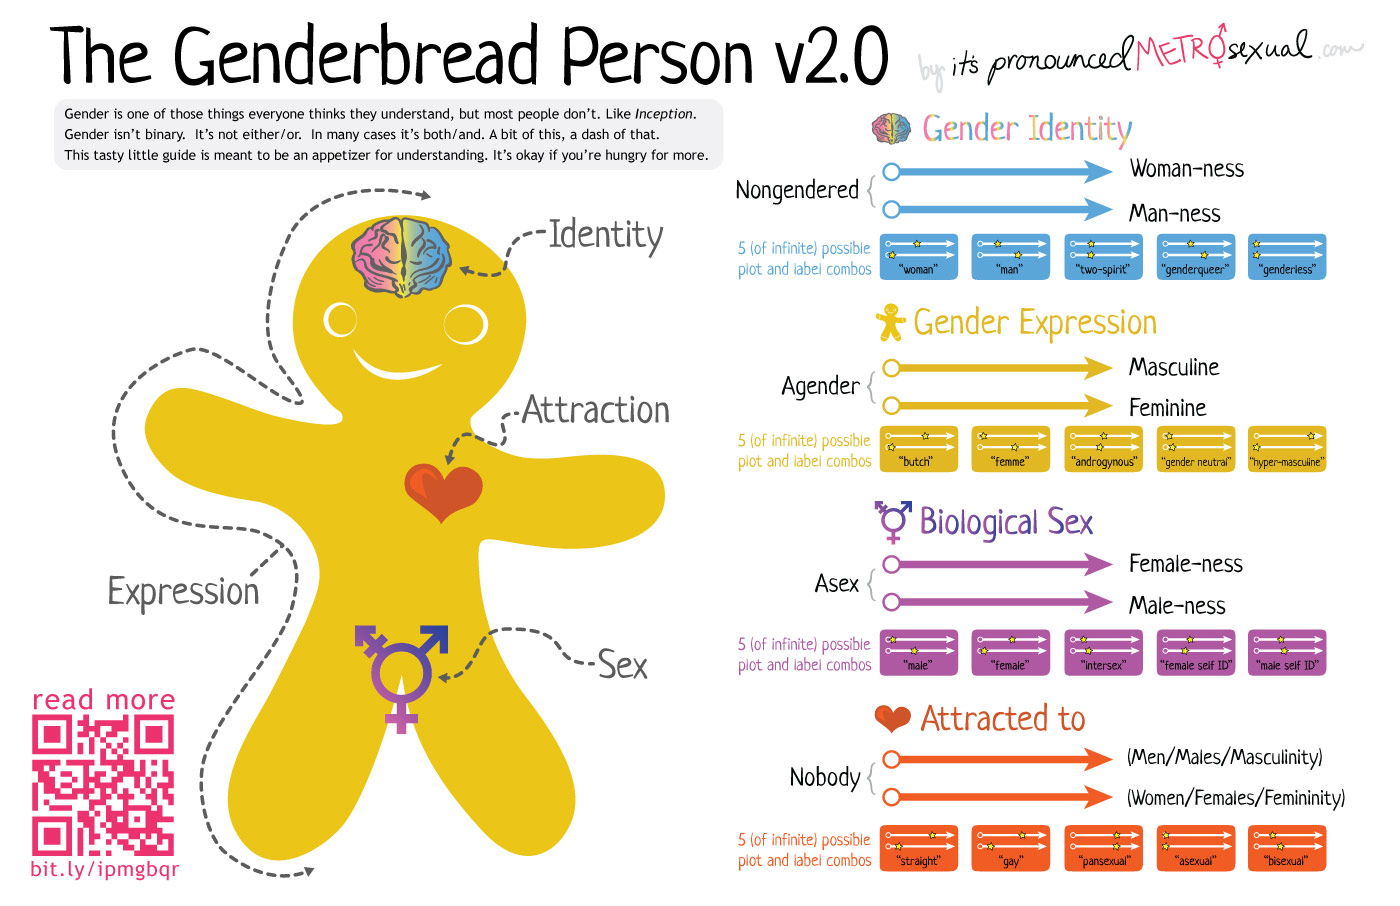 The Genderbread Person v2.0
by it's pronounced METROsexual.com
Gender is one of those things everyone thinks they understand, but most people don't. Like Inception.
Gender isn't binary. It's not either/or. In many cases it's both/and. A bit of this, a dash of that.
This tasty little guide is meant to be an appetizer for understanding. It's okay if you're hungry for more.
Identity
Attraction
Expression
Sex
read more
bit.ly/ipmgbqr
Gender Identity
Nongendered
Woman-ness
Man-ness
5 (of infinite) possible
plot and label combos
"woman"
"man"
"two-spirit"
"genderqueer"
"genderless"
Gender Expression
Agender
Masculine
Feminine
5 (of infinite) possible
plot and label combos
"butch"
"femme"
"androgynous"
"gender neutral"
"hyper-masculine"
Biological Sex
Asex
Female-ness
Male-ness
5 (of infinite) possible
plot and label combos
"male"
"female"
"intersex"
"female self ID"
"male self ID"
Attracted to
Nobody
(Men/Males/Masculinity)
(Women/Females/Femininity)
5 (of infinite) possible
plot and label combos
"straight"
"gay"
"pansexual"
"asexual"
"bisexual"